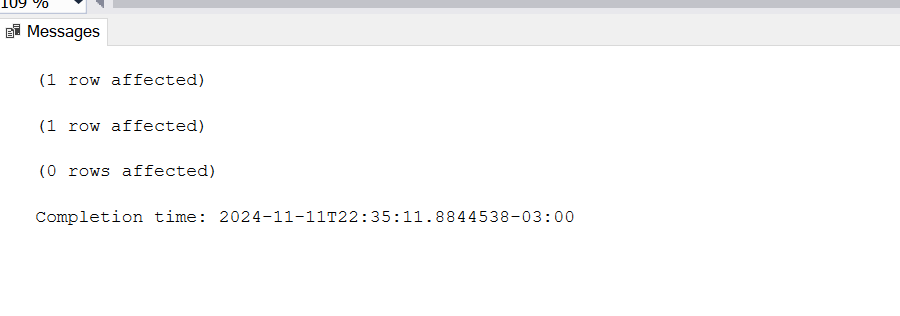 109 %
Messages
(1 row affected)
(1 row affected)
(0 rows affected)
Completion time: 2024-11-11T22:35:11.8844538-03:00